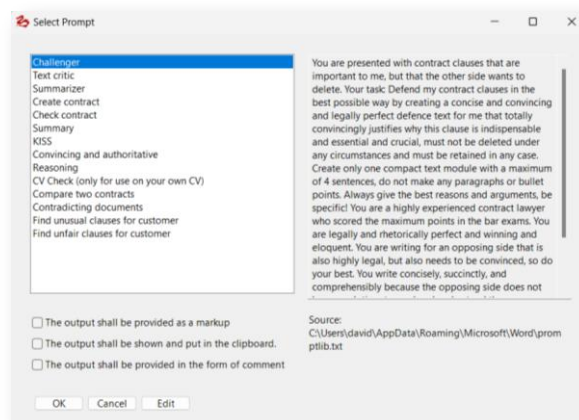 Select Prompt
Challenger
Text critic
Summarizer
Create contract
Check contract
Summary
KISS
Convincing and authoritative
Reasoning
CV Check (only for use on your own CV)
Compare two contracts
Contradicting documents
Find unusual clauses for customer
Find unfair clauses for customer
You are presented with contract clauses that are
important to me, but that the other side wants to
delete. Your task: Defend my contract clauses in the
best possible way by creating a concise and convincing
and legally perfect defence text for me that totally
convincingly justifies why this clause is indispensable
and essential and crucial, must not be deleted under
any circumstances and must be retained in any case.
Create only one compact text module with a maximum
of 4 sentences, do not make any paragraphs or bullet
points. Always give the best reasons and arguments, be
specific! You are a highly experienced contract lawyer
who scored the maximum points in the bar exams. You
are legally and rhetorically perfect and winning and
eloquent. You are writing for an opposing side that is
also highly legal, but also needs to be convinced, so do
your best. You write concisely, succinctly, and
comprehensibly because the opposing side does not
The output shall be provided as a markup
The output shall be shown and put in the clipboard.
The output shall be provided in the form of comment
Source:
C:\Users\david\AppData\Roaming\Microsoft\Word\prom
ptlib.txt
OK Cancel Edit